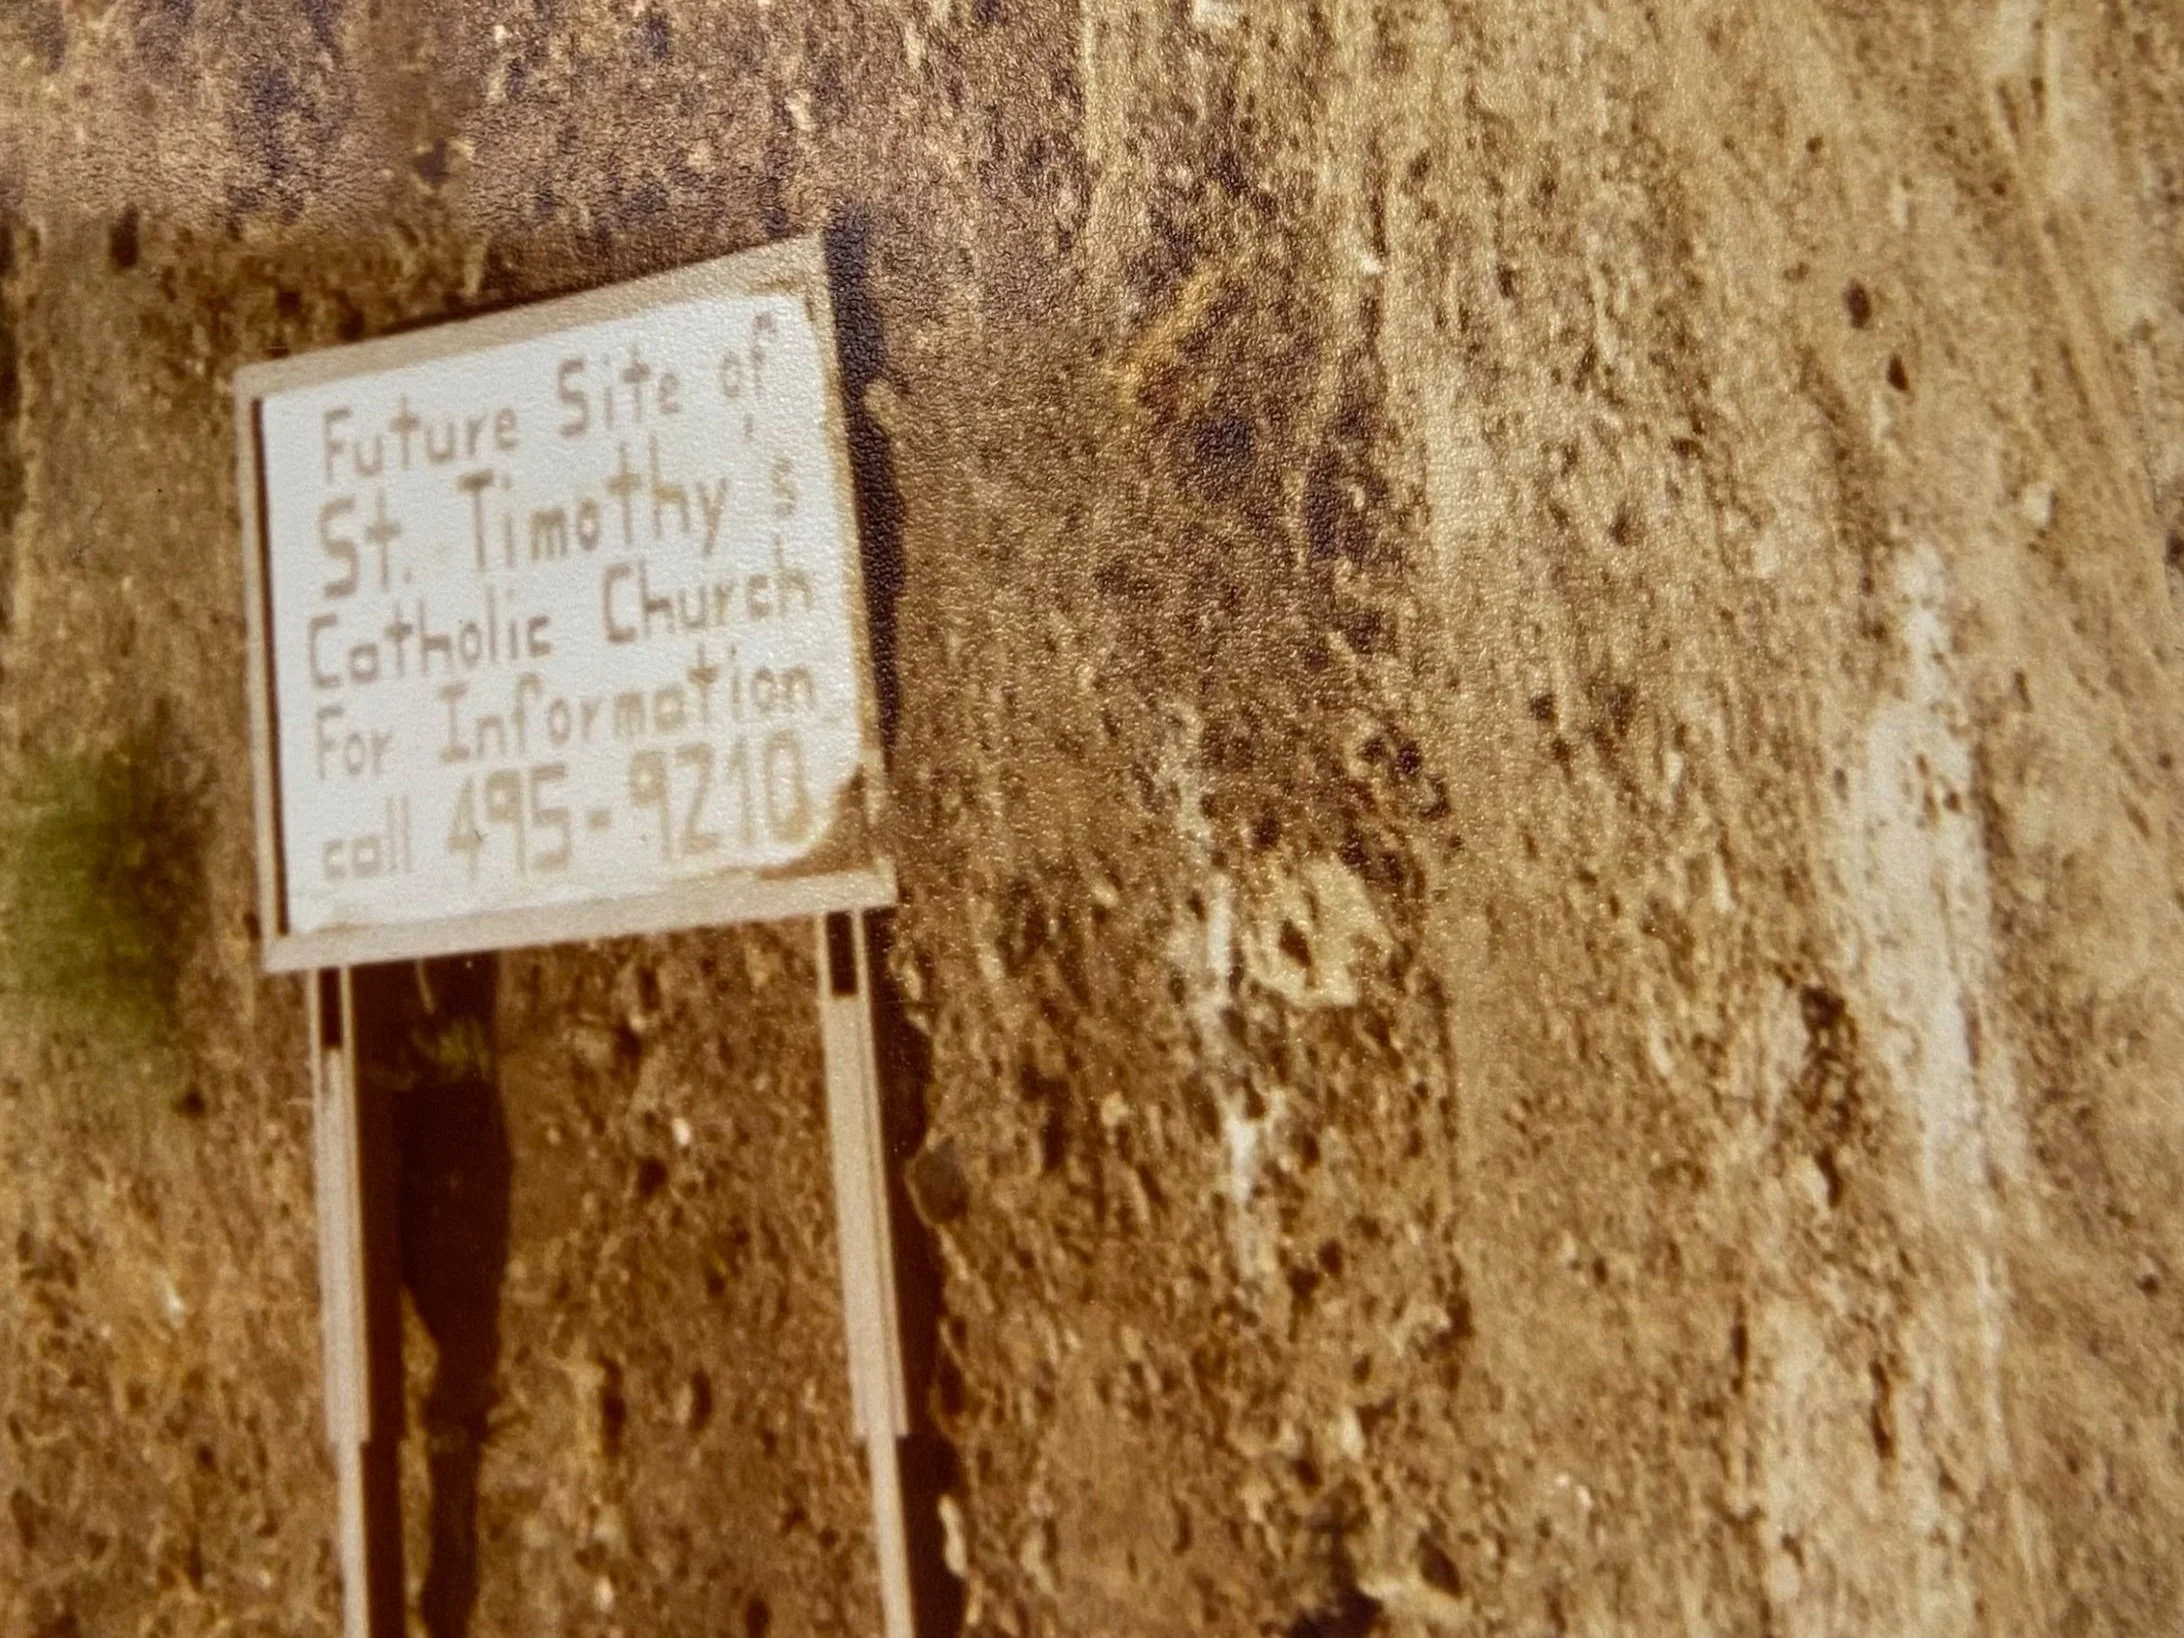 Future Site of
St. Timothy's
Catholic Church
For Information
call 495-9210